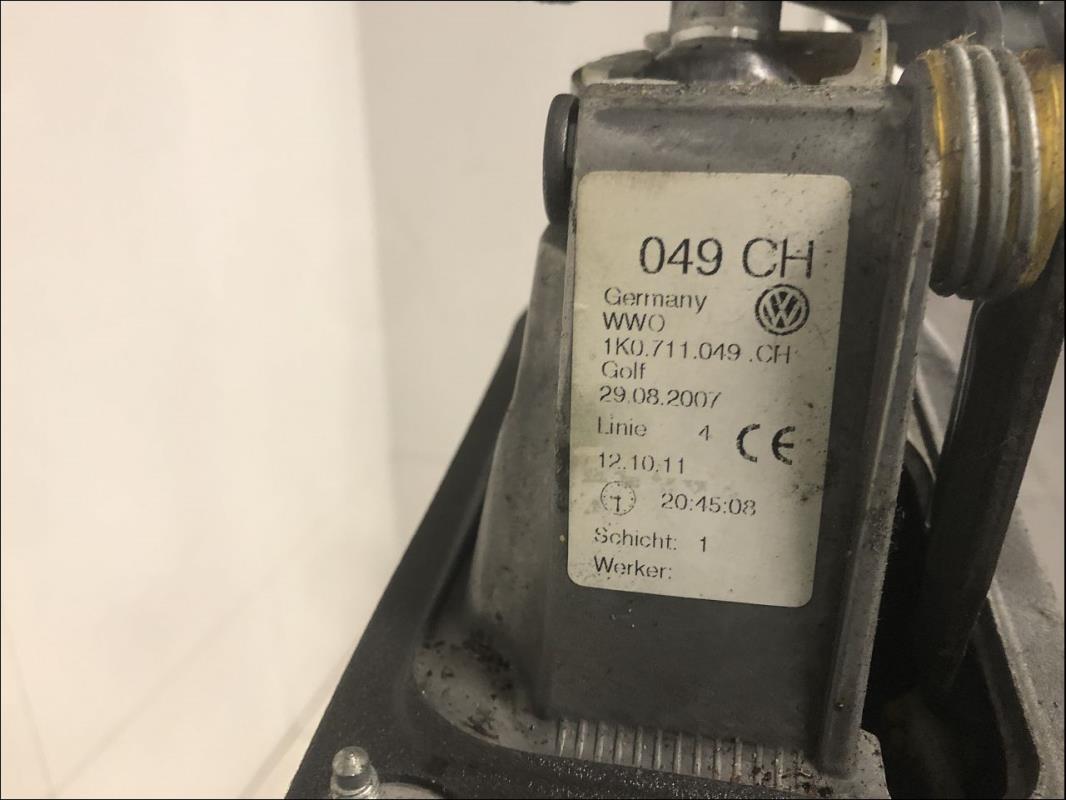 049 CH
Germany
WWO
1K0.711.049 .CH
Golf
29.08.2007
Linie 4 CE
12.10.11
20:45:08
Schicht: 1
Werker: